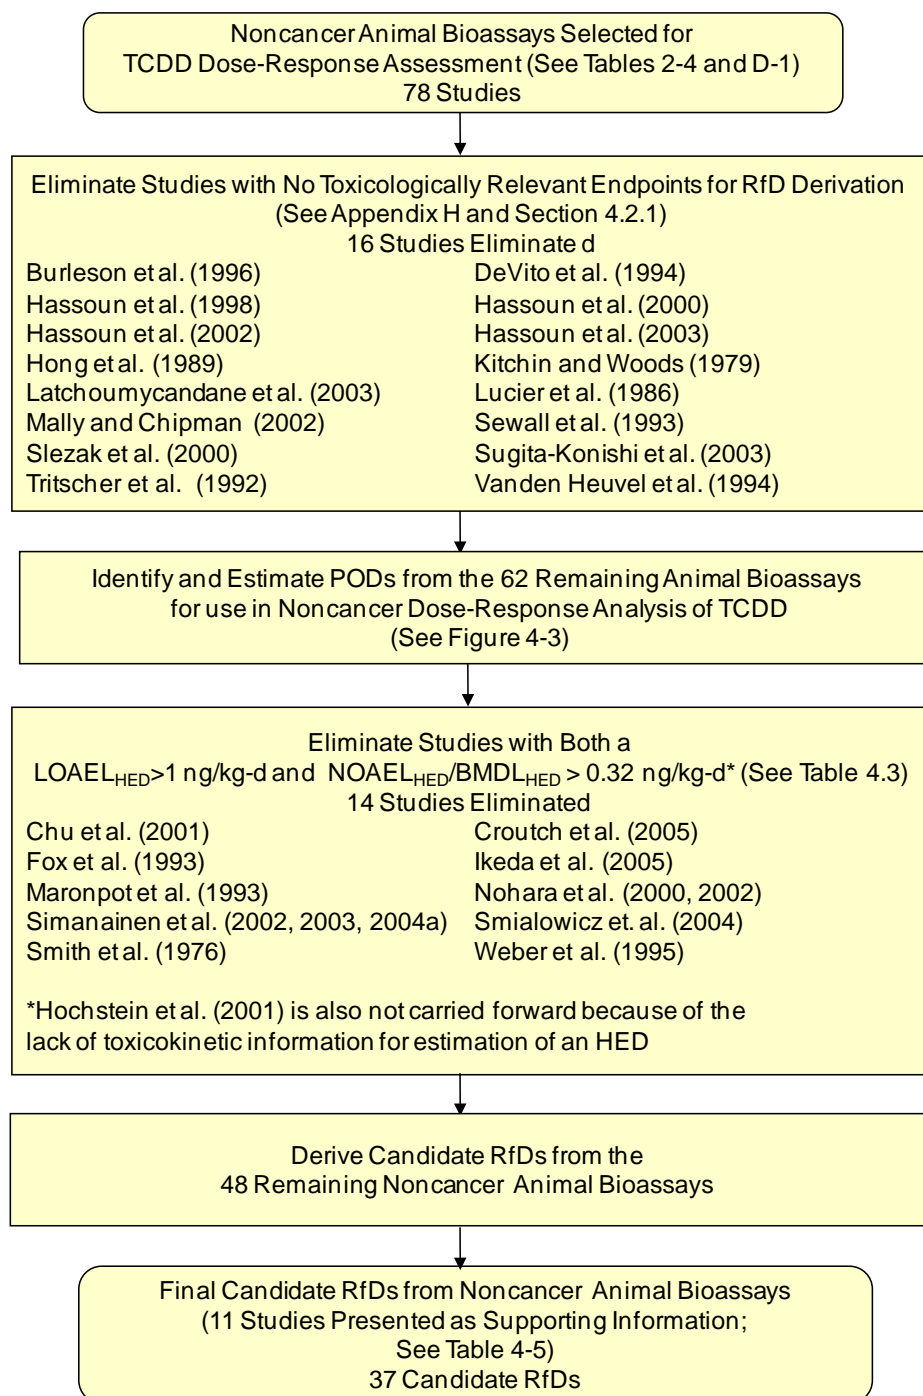 Noncancer Animal Bioassays Selected for
TCDD Dose-Response Assessment (See Tables 2-4 and D-1)
78 Studies
Eliminate Studies with No Toxicologically Relevant Endpoints for RfD Derivation
(See Appendix H and Section 4.2.1)
16 Studies Eliminated
Burleson et al. (1996) DeVito et al. (1994)
Hassoun et al. (1998) Hassoun et al. (2000)
Hassoun et al. (2002) Hassoun et al. (2003)
Hong et al. (1989) Kitchin and Woods (1979)
Latchoumycandane et al. (2003) Lucier et al. (1986)
Mally and Chipman (2002) Sewall et al. (1993)
Slezak et al. (2000) Sugita-Konishi et al. (2003)
Tritscher et al. (1992) Vanden Heuvel et al. (1994)
Identify and Estimate PODs from the 62 Remaining Animal Bioassays
for use in Noncancer Dose-Response Analysis of TCDD
(See Figure 4-3)
Eliminate Studies with Both a
LOAELHED>1 ng/kg-d and NOAELHED/BMDLHED > 0.32 ng/kg-d* (See Table 4.3)
14 Studies Eliminated
Chu et al. (2001) Croutch et al. (2005)
Fox et al. (1993) Ikeda et al. (2005)
Maronpot et al. (1993) Nohara et al. (2000, 2002)
Simanainen et al. (2002, 2003, 2004a) Smialowicz et. al. (2004)
Smith et al. (1976) Weber et al. (1995)
*Hochstein et al. (2001) is also not carried forward because of the
lack of toxicokinetic information for estimation of an HED
Derive Candidate RfDs from the
48 Remaining Noncancer Animal Bioassays
Final Candidate RfDs from Noncancer Animal Bioassays
(11 Studies Presented as Supporting Information;
See Table 4-5)
37 Candidate RfDs